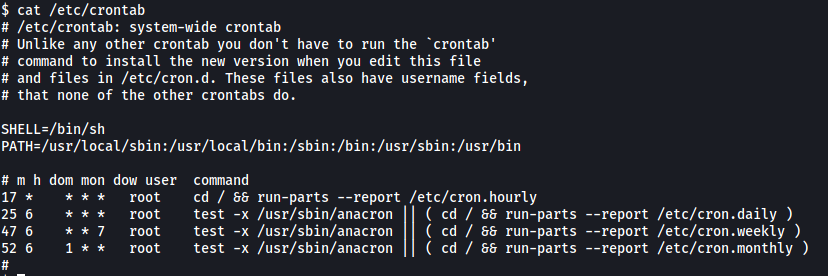 $ cat /etc/crontab
# /etc/crontab: system-wide crontab
# Unlike any other crontab you don't have to run the `crontab'
# command to install the new version when you edit this file
# and files in /etc/cron.d. These files also have username fields,
# that none of the other crontabs do.

SHELL=/bin/sh
PATH=/usr/local/sbin:/usr/local/bin:/sbin:/bin:/usr/sbin:/usr/bin

# m h dom mon dow user  command
17 *    * * *   root    cd / && run-parts --report /etc/cron.hourly
25 6    * * *   root    test -x /usr/sbin/anacron || ( cd / && run-parts --report /etc/cron.daily )
47 6    * * 7   root    test -x /usr/sbin/anacron || ( cd / && run-parts --report /etc/cron.weekly )
52 6    1 * *   root    test -x /usr/sbin/anacron || ( cd / && run-parts --report /etc/cron.monthly )
#